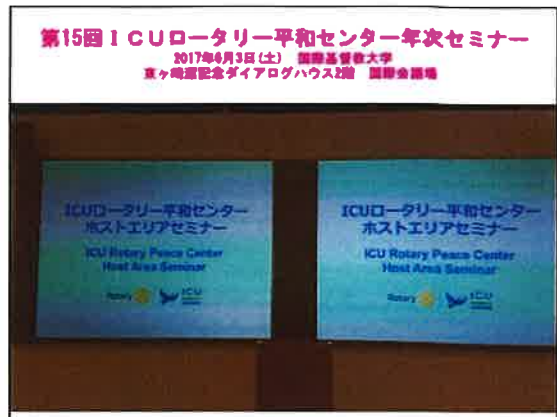 第15回ICUロータリー平和センター年次セミナー
2017年6月3日(土) 国際基督教大学
東ヶ崎潔記念ダイアログハウス2階 国際会議場
ICUロータリー平和センター
ホストエリアセミナー
ICU Rotary Peace Center
Host Area Seminar
Rotary ICU
ICUロータリー平和センター
ホストエリアセミナー
ICU Rotary Peace Center
Host Area Seminar
Rotary ICU